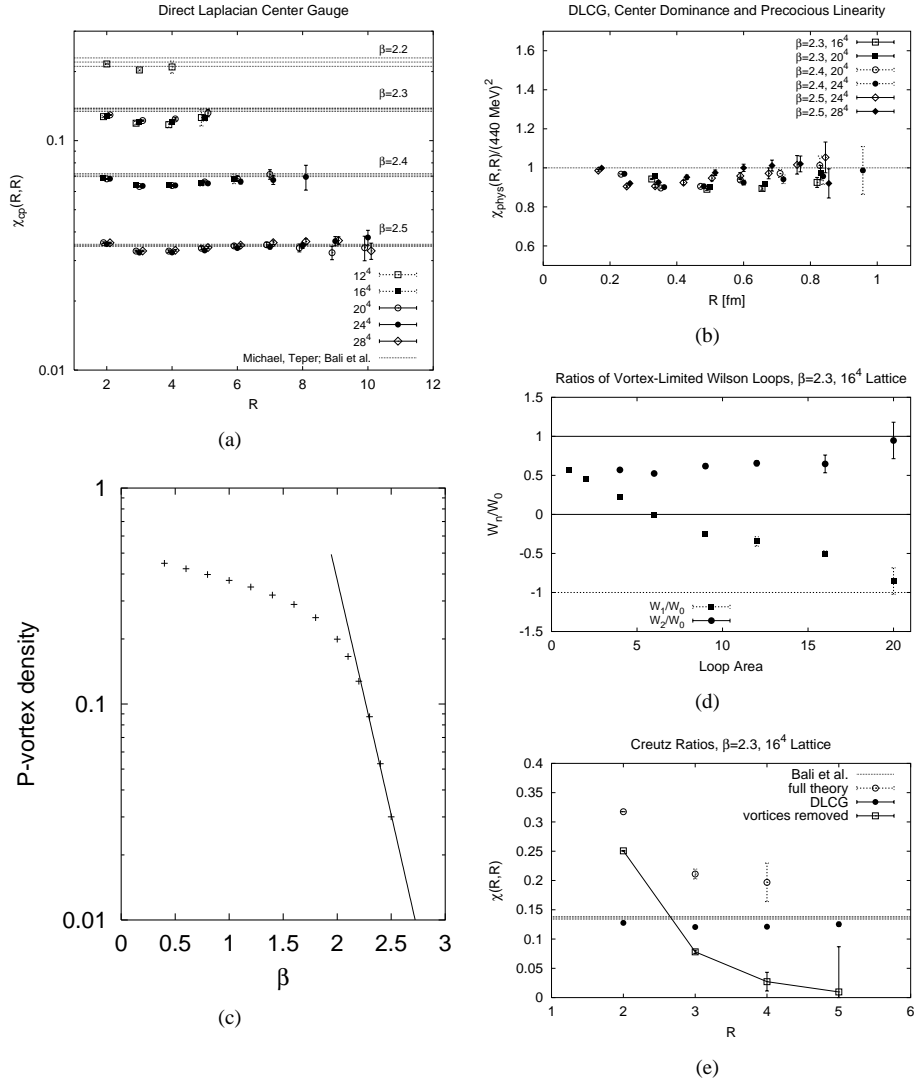 Direct Laplacian Center Gauge
β=2.2
β=2.3
β=2.4
β=2.5
0.1
0.01
χcp(R,R)
12⁴
16⁴
20⁴
24⁴
28⁴
Michael, Teper; Bali et al.
2 4 6 8 10 12
R
(a)
DLCG, Center Dominance and Precocious Linearity
β=2.3, 16⁴
β=2.3, 20⁴
β=2.4, 20⁴
β=2.4, 24⁴
β=2.5, 24⁴
β=2.5, 28⁴
1.6
1.4
1.2
1
0.8
0.6
χphys(R,R)/(440 MeV)²
0 0.2 0.4 0.6 0.8 1
R [fm]
(b)
1
0.1
0.01
P-vortex density
0 0.5 1 1.5 2 2.5 3
β
(c)
Ratios of Vortex-Limited Wilson Loops, β=2.3, 16⁴ Lattice
1.5
1
0.5
0
-0.5
-1
-1.5
Wn/W0
W1/W0
W2/W0
0 5 10 15 20
Loop Area
(d)
Creutz Ratios, β=2.3, 16⁴ Lattice
Bali et al.
full theory
DLCG
vortices removed
0.4
0.35
0.3
0.25
0.2
0.15
0.1
0.05
0
χ(R,R)
1 2 3 4 5 6
R
(e)